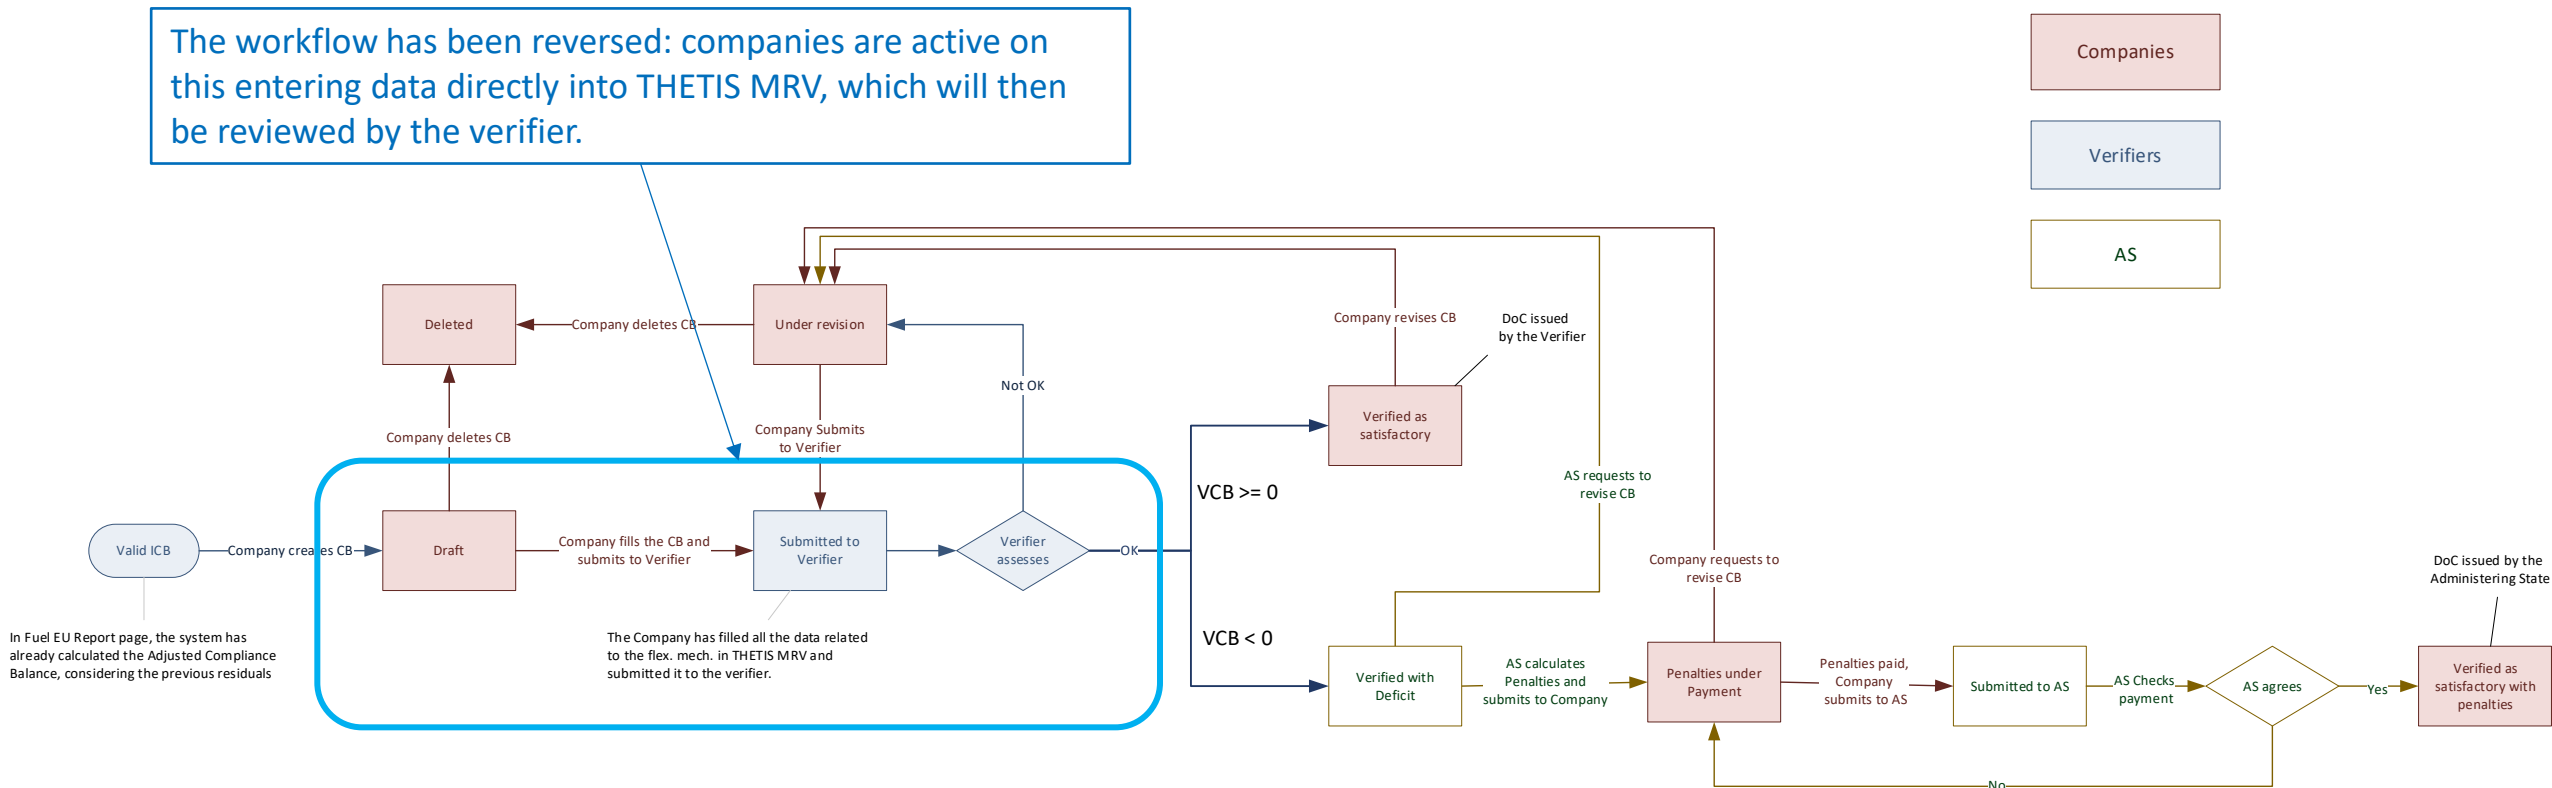 The workflow has been reversed: companies are active on
this entering data directly into THETIS MRV, which will then
be reviewed by the verifier.
Companies
Verifiers
AS
Deleted
Company deletes CB
Under revision
Company revises CB
DoC issued
by the Verifier
Not OK
Company deletes CB
Company Submits
to Verifier
Verified as
satisfactory
VCB >= 0
AS requests to
revise CB
Valid ICB
Company creates CB
Draft
Company fills the CB and
submits to Verifier
Submitted to
Verifier
Verifier
assesses
OK
Company requests to
revise CB
DoC issued by the
Administering State
In Fuel EU Report page, the system has
already calculated the Adjusted Compliance
Balance, considering the previous residuals
The Company has filled all the data related
to the flex. mech. in THETIS MRV and
submitted it to the verifier.
VCB < 0
Verified with
Deficit
AS calculates
Penalties and
submits to Company
Penalties under
Payment
Penalties paid,
Company
submits to AS
Submitted to AS
AS Checks
payment
AS agrees
Yes
Verified as
satisfactory with
penalties
No